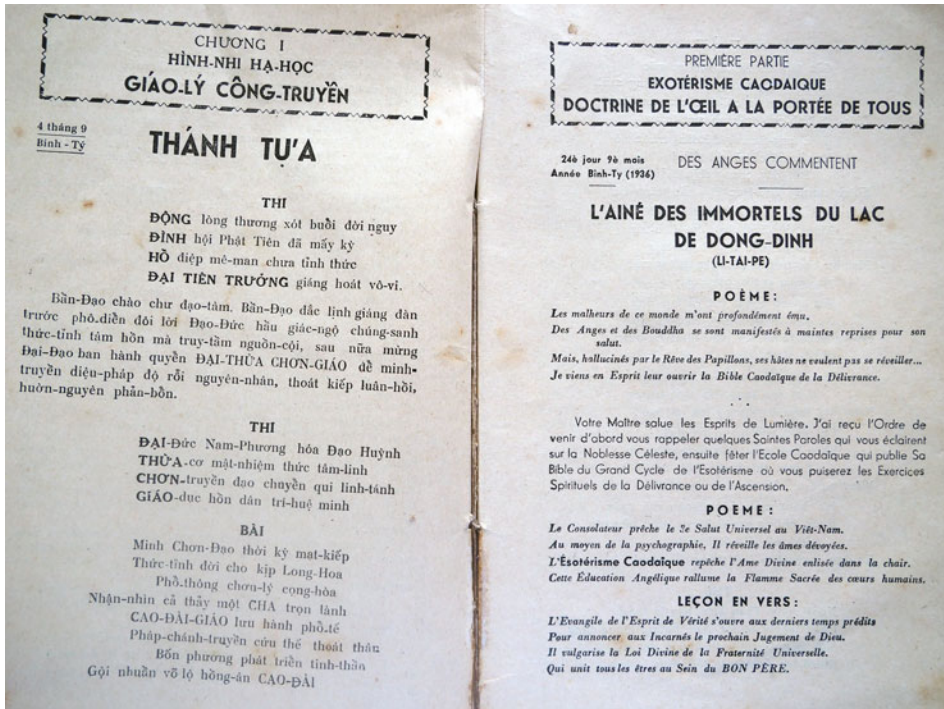 CHƯƠNG I
HÌNH-NHI HẠ-HỌC
GIÁO-LÝ CÔNG-TRUYỀN
4 tháng 9
Bính - Tý
THÁNH TỰA
THI
ĐỘNG lòng thương xót buổi đời nguy
ĐÌNH hội Phật Tiên đã mấy kỳ
HỒ điệp mê-man chưa tỉnh thức
ĐẠI TIÊN TRƯỞNG giáng hoát vô-vi.
Bần-Đạo chào chư đạo-tâm. Bần-Đạo đắc lịnh giáng đàn
trước phô-diễn đôi lời Đạo-Đức hầu giác-ngộ chúng-sanh
thức-tỉnh tâm hồn mà truy-tầm nguồn-cội, sau nữa mừng
Đại-Đạo ban hành quyền ĐẠI-THỪA CHƠN-GIÁO để minh-
truyền diệu-pháp độ rỗi nguyên-nhân, thoát kiếp luân-hồi,
huờn-nguyên phản-bổn.
THI
ĐẠI-Đức Nam-Phương hóa Đạo Huỳnh
THỪA-cơ mật-nhiệm thức tâm-linh
CHƠN-truyền đạo chuyền qui linh-tánh
GIÁO-dục hồn dân trí-huệ minh
BÀI
Minh Chơn-Đạo thời kỳ mạt-kiếp
Thức-tỉnh đời cho kịp Long-Hoa
Phổ-thông chơn-lý cọng-hòa
Nhận-nhìn cả thảy một CHA trọn lành
CAO-ĐÀI-GIÁO lưu hành phổ-tế
Pháp-chánh-truyền cứu thế thoát thân
Bốn phương phát triển tinh-thần
Gội nhuần võ lộ hồng-ân CAO-ĐÀI
PREMIÈRE PARTIE
EXOTÉRISME CAODAIQUE
DOCTRINE DE L'ŒIL A LA PORTÉE DE TOUS
24è jour 9è mois
Année Binh-Ty (1936)
DES ANGES COMMENTENT
L'AINÉ DES IMMORTELS DU LAC
DE DONG-DINH
(LI-TAI-PE)
POÈME:
Les malheurs de ce monde m'ont profondément ému.
Des Anges et des Bouddha se sont manifestés à maintes reprises pour son
salut.
Mais, hallucinés par le Rêve des Papillons, ses hôtes ne veulent pas se réveiller...
Je viens en Esprit leur ouvrir la Bible Caodaïque de la Délivrance.
Votre Maître salue les Esprits de Lumière. J'ai reçu l'Ordre de
venir d'abord vous rappeler quelques Saintes Paroles qui vous éclairent
sur la Noblesse Céleste, ensuite fêter l'Ecole Caodaïque qui publie Sa
Bible du Grand Cycle de l'Esotérisme où vous puiserez les Exercices
Spirituels de la Délivrance ou de l'Ascension.
POEME:
Le Consolateur prêche le 3e Salut Universel au Viêt-Nam.
Au moyen de la psychographie, Il réveille les âmes dévoyées.
L'Ésotérisme Caodaïque repêche l'Ame Divine enlisée dans la chair.
Cette Éducation Angélique rallume la Flamme Sacrée des cœurs humains.
LEÇON EN VERS:
L'Evangile de l'Esprit de Vérité s'ouvre aux derniers temps prédits
Pour annoncer aux Incarnés le prochain Jugement de Dieu.
Il vulgarise la Loi Divine de la Fraternité Universelle.
Qui unit tous les êtres au Sein du BON PÈRE.